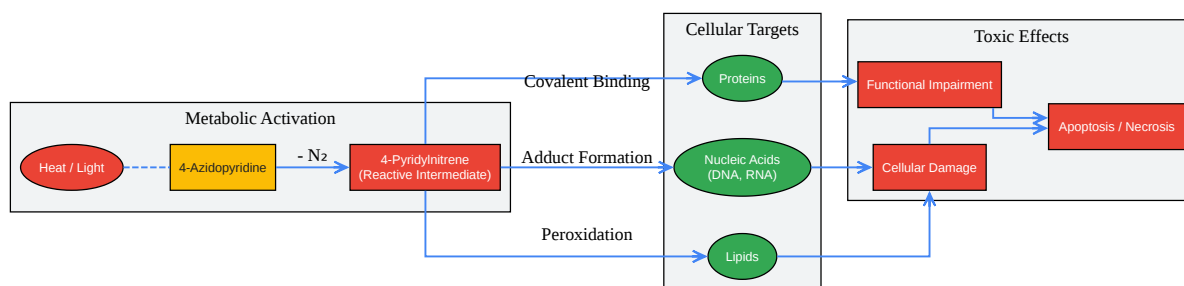 Metabolic Activation
Heat / Light
4-Azidopyridine
- N₂
4-Pyridylnitrene
(Reactive Intermediate)
Covalent Binding
Adduct Formation
Peroxidation
Cellular Targets
Proteins
Nucleic Acids
(DNA, RNA)
Lipids
Toxic Effects
Functional Impairment
Cellular Damage
Apoptosis / Necrosis